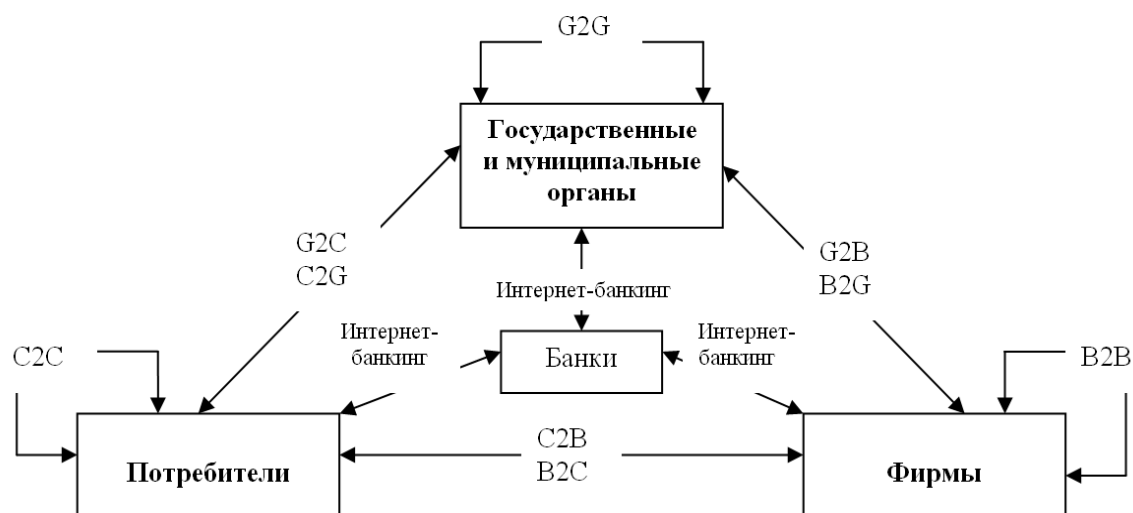 G2G
Государственные
и муниципальные
органы
G2C
C2G
G2B
B2G
Интернет-банкинг
Интернет-
банкинг
Интернет-
банкинг
Банки
C2C
B2B
C2B
B2C
Потребители
Фирмы